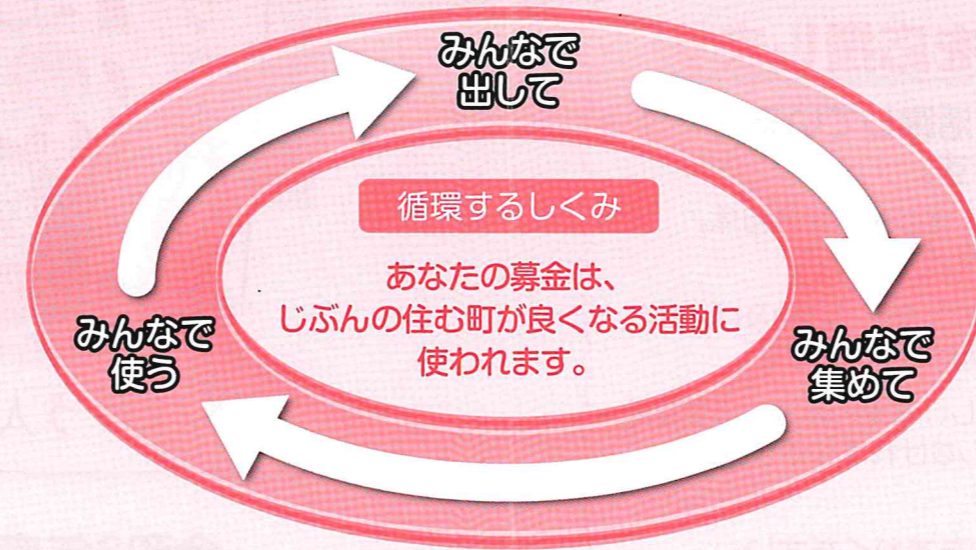 みんなで
出して
循環するしくみ
あなたの募金は、
じぶんの住む町が良くなる活動に
使われます。
みんなで
集めて
みんなで
使う